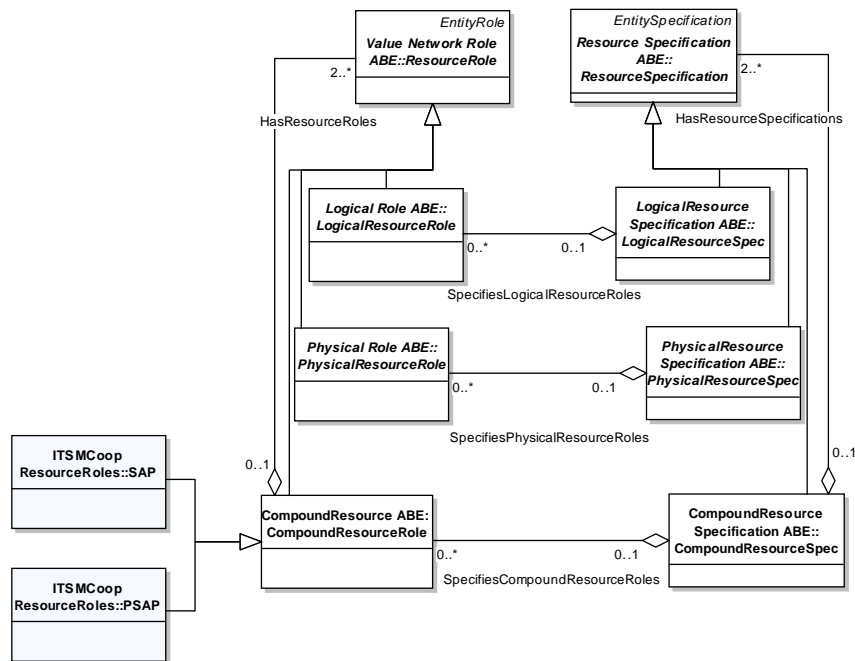 EntityRole
Value Network Role
ABE::ResourceRole
EntitySpecification
Resource Specification
ABE::
ResourceSpecification
2..*
2..*
HasResourceRoles
HasResourceSpecifications
Logical Role ABE::
LogicalResourceRole
LogicalResource
Specification ABE::
LogicalResourceSpec
0..*
0..1
SpecifiesLogicalResourceRoles
Physical Role ABE::
PhysicalResourceRole
PhysicalResource
Specification ABE::
PhysicalResourceSpec
0..*
0..1
SpecifiesPhysicalResourceRoles
ITSMCoop
ResourceRoles::SAP
0..1
0..1
CompoundResource ABE:
CompoundResourceRole
CompoundResource
Specification ABE::
CompoundResourceSpec
0..*
0..1
SpecifiesCompoundResourceRoles
ITSMCoop
ResourceRoles::PSAP